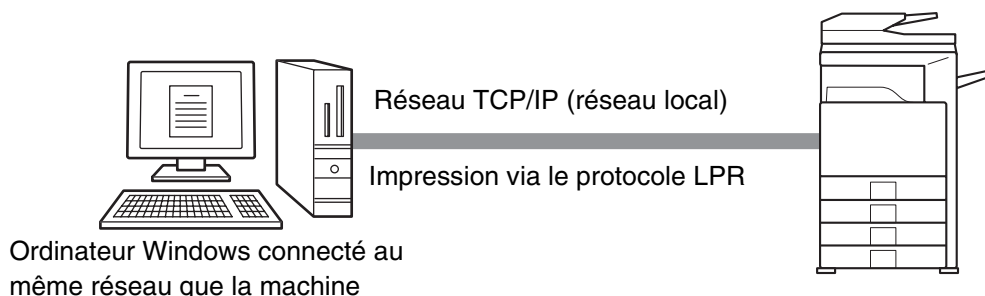 Réseau TCP/IP (réseau local)
Impression via le protocole LPR
Ordinateur Windows connecté au
même réseau que la machine